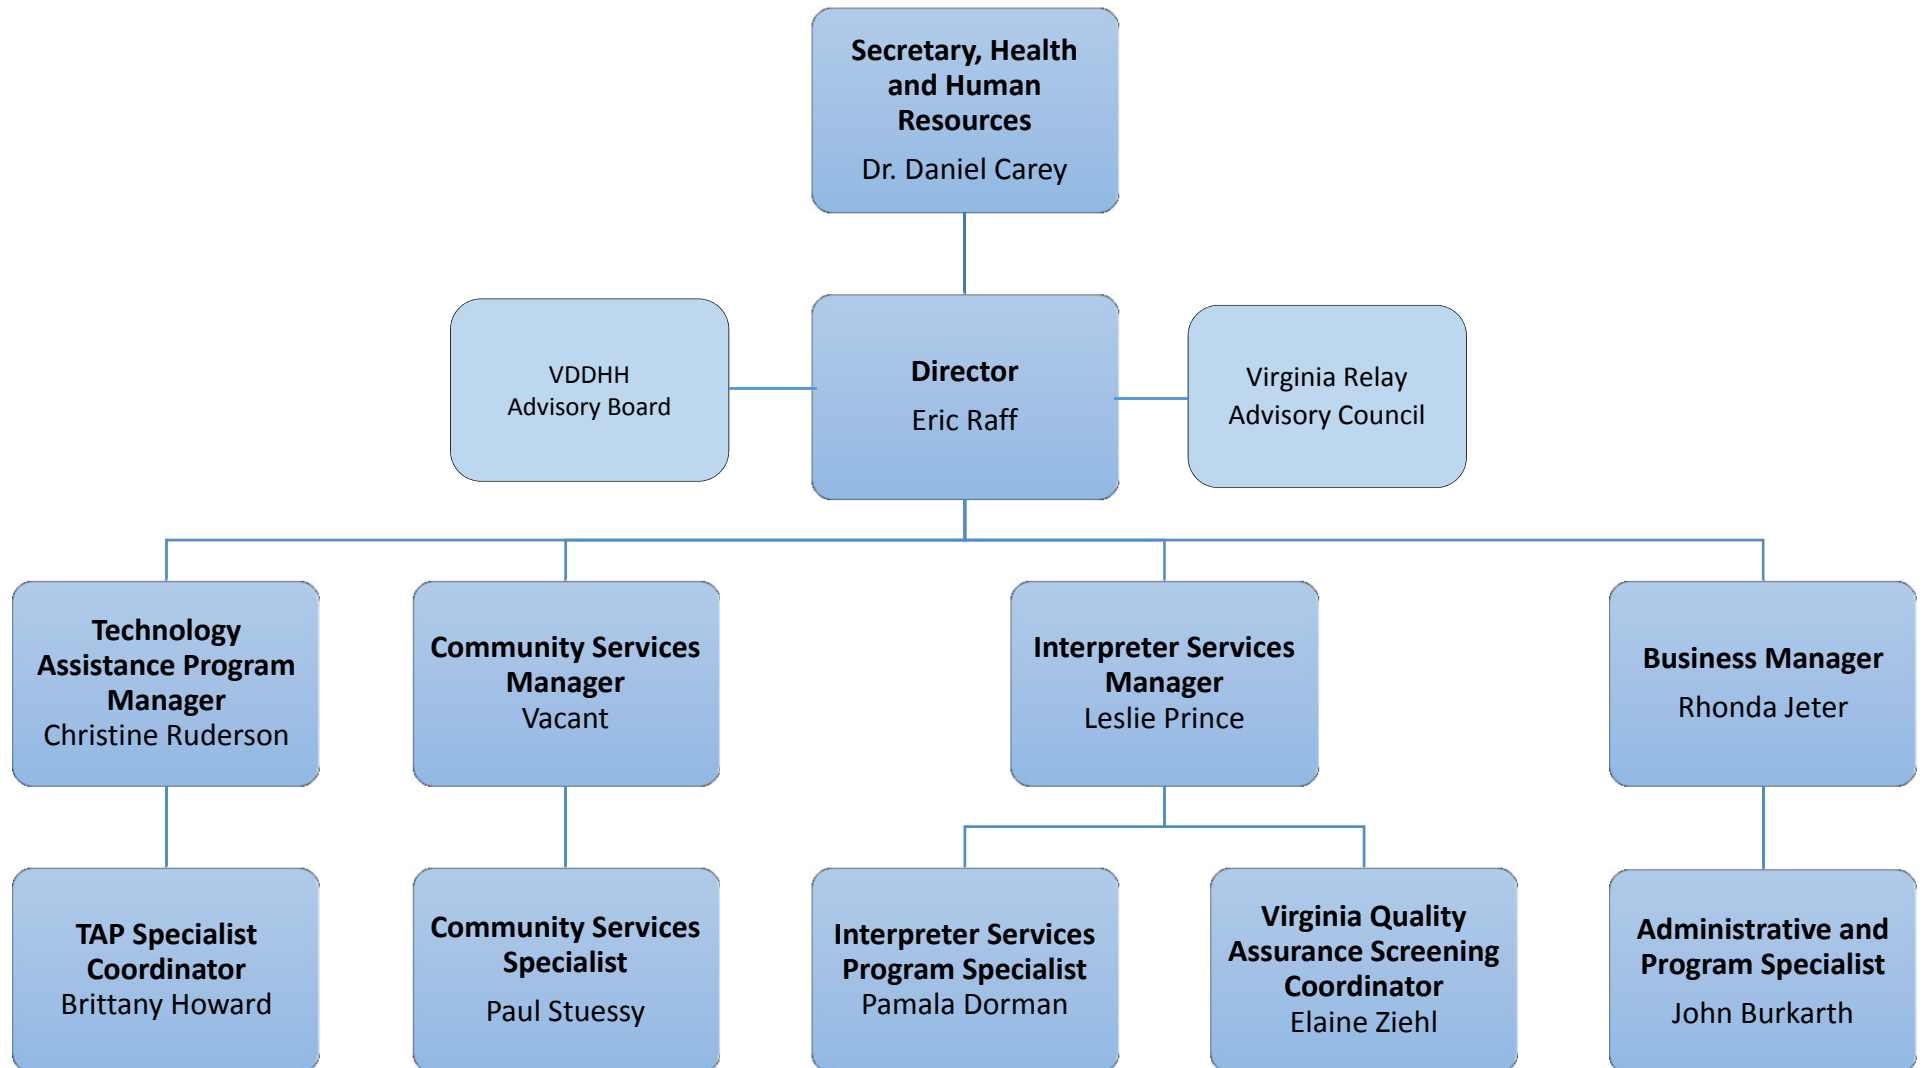 Secretary, Health
and Human
Resources
Dr. Daniel Carey
VDDHH
Advisory Board
Director
Eric Raff
Virginia Relay
Advisory Council
Technology
Assistance Program
Manager
Christine Ruderson
Community Services
Manager
Vacant
Interpreter Services
Manager
Leslie Prince
Business Manager
Rhonda Jeter
TAP Specialist
Coordinator
Brittany Howard
Community Services
Specialist
Paul Stuessy
Interpreter Services
Program Specialist
Pamala Dorman
Virginia Quality
Assurance Screening
Coordinator
Elaine Ziehl
Administrative and
Program Specialist
John Burkarth